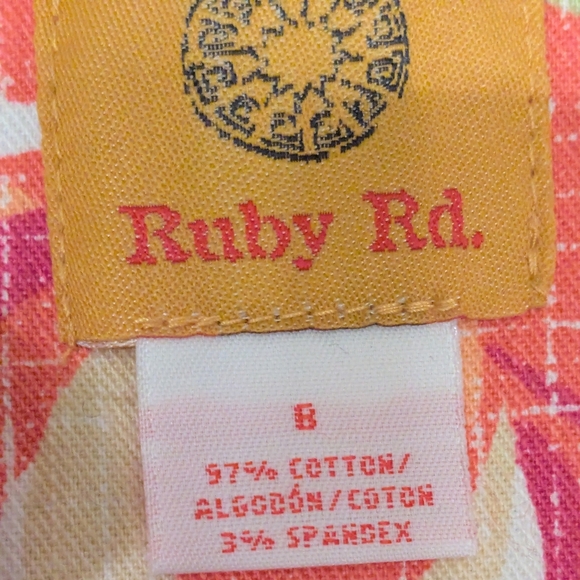 Ruby Rd.
8
97% COTTON/
ALGODÓN/COTON
3% SPANDEX